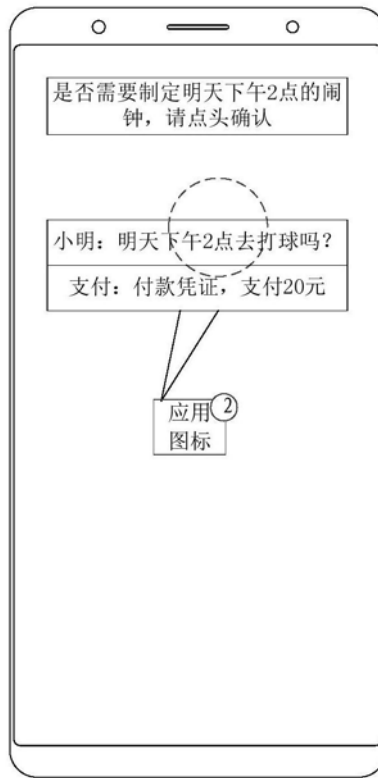 是否需要制定明天下午2点的闹
钟，请点头确认
小明：明天下午2点去打球吗？
支付：付款凭证，支付20元
应用
2
图标